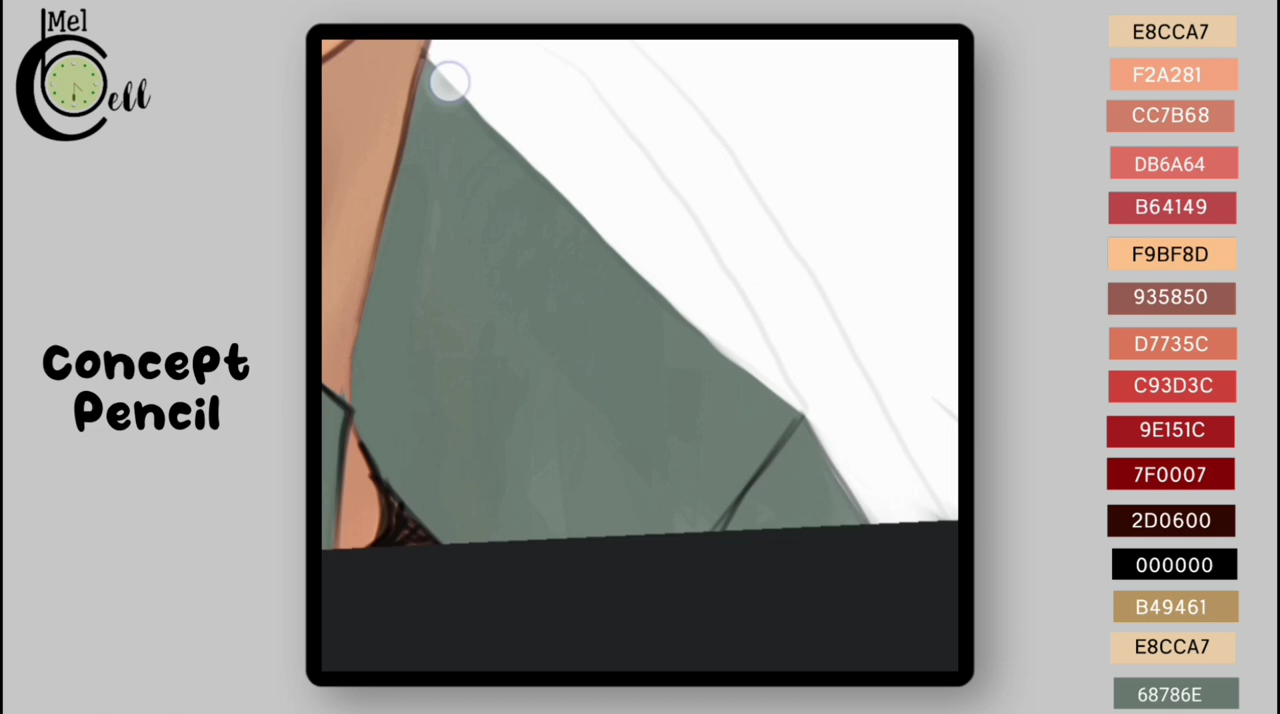 Mel
Cell
Concept
Pencil
E8CCA7
F2A281
CC7B68
DB6A64
B64149
F9BF8D
935850
D7735C
C93D3C
9E151C
7F0007
2D0600
000000
B49461
E8CCA7
68786E